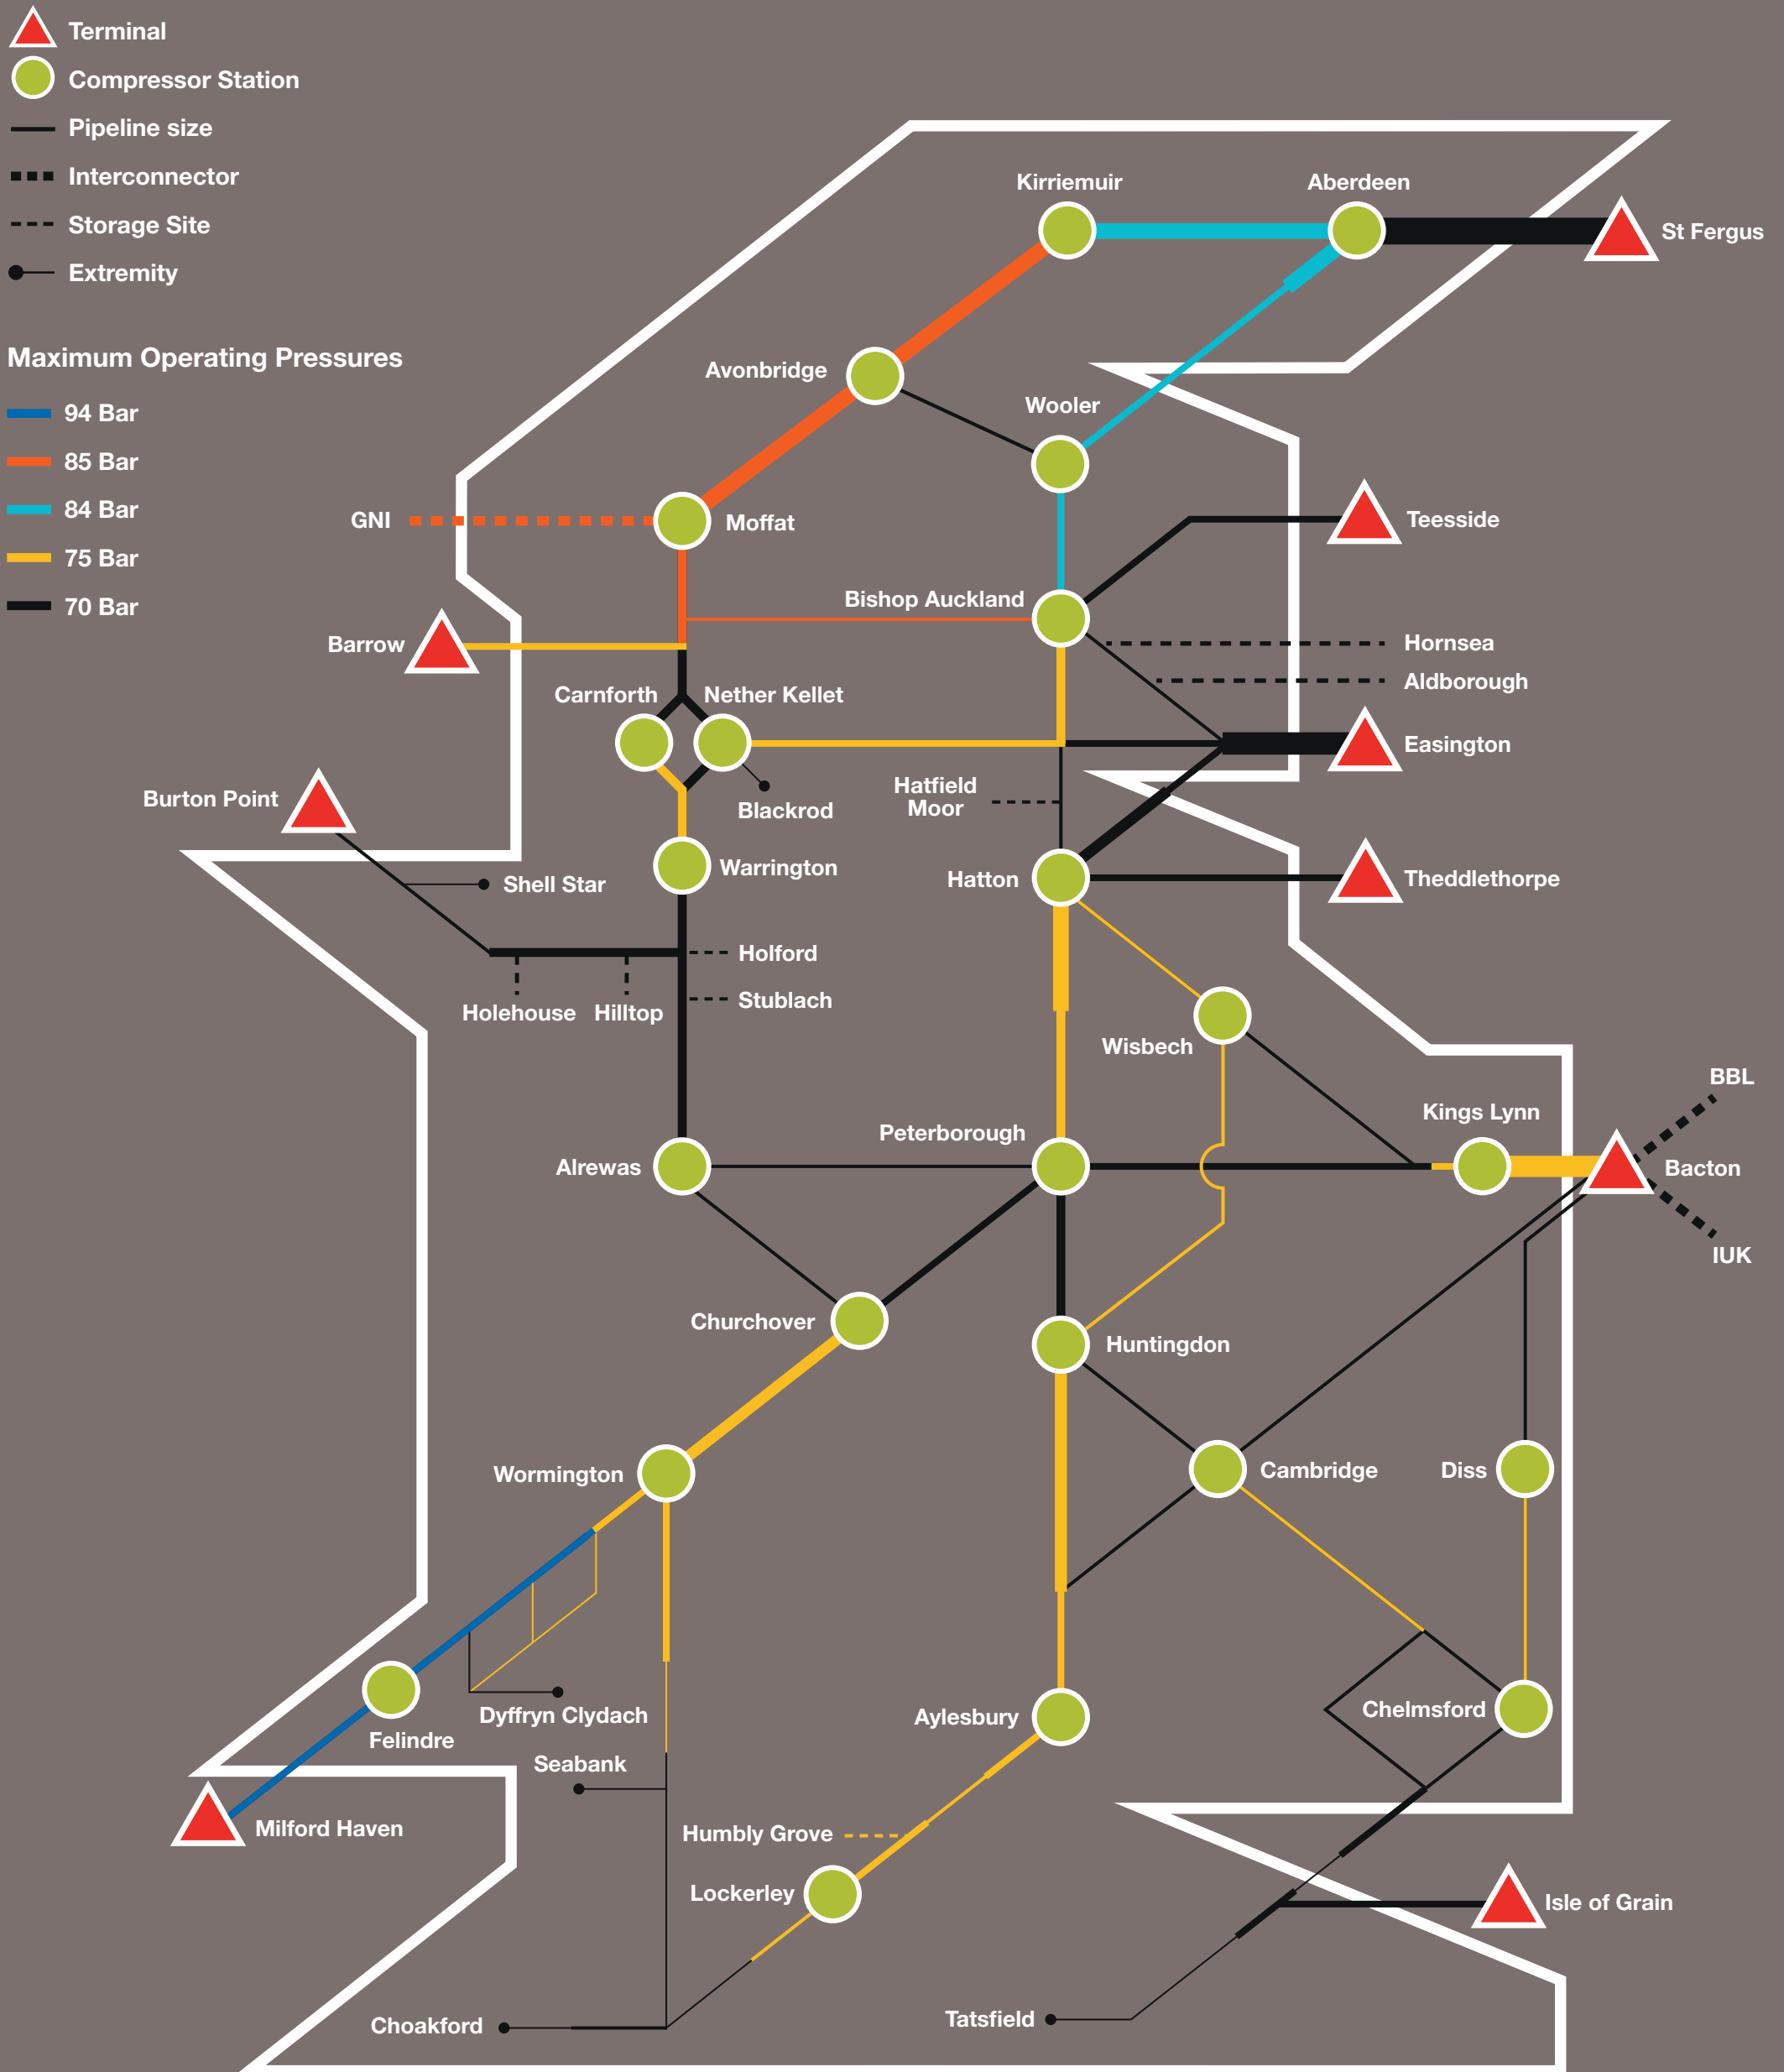 Terminal
Compressor Station
Pipeline size
Interconnector
Storage Site
Extremity
Maximum Operating Pressures
94 Bar
85 Bar
84 Bar
75 Bar
70 Bar
Kirriemuir
Aberdeen
St Fergus
Avonbridge
Wooler
GNI
Moffat
Teesside
Bishop Auckland
Barrow
Hornsea
Aldborough
Carnforth
Nether Kellet
Easington
Burton Point
Blackrod
Hatfield
Moor
Warrington
Shell Star
Hatton
Theddlethorpe
Holford
Stublach
Holehouse
Hilltop
Wisbech
BBL
Kings Lynn
Peterborough
Alrewas
Bacton
IUK
Churchover
Huntingdon
Wormington
Cambridge
Diss
Dyffryn Clydach
Felindre
Aylesbury
Chelmsford
Seabank
Milford Haven
Humbly Grove
Lockerley
Isle of Grain
Choakford
Tatsfield